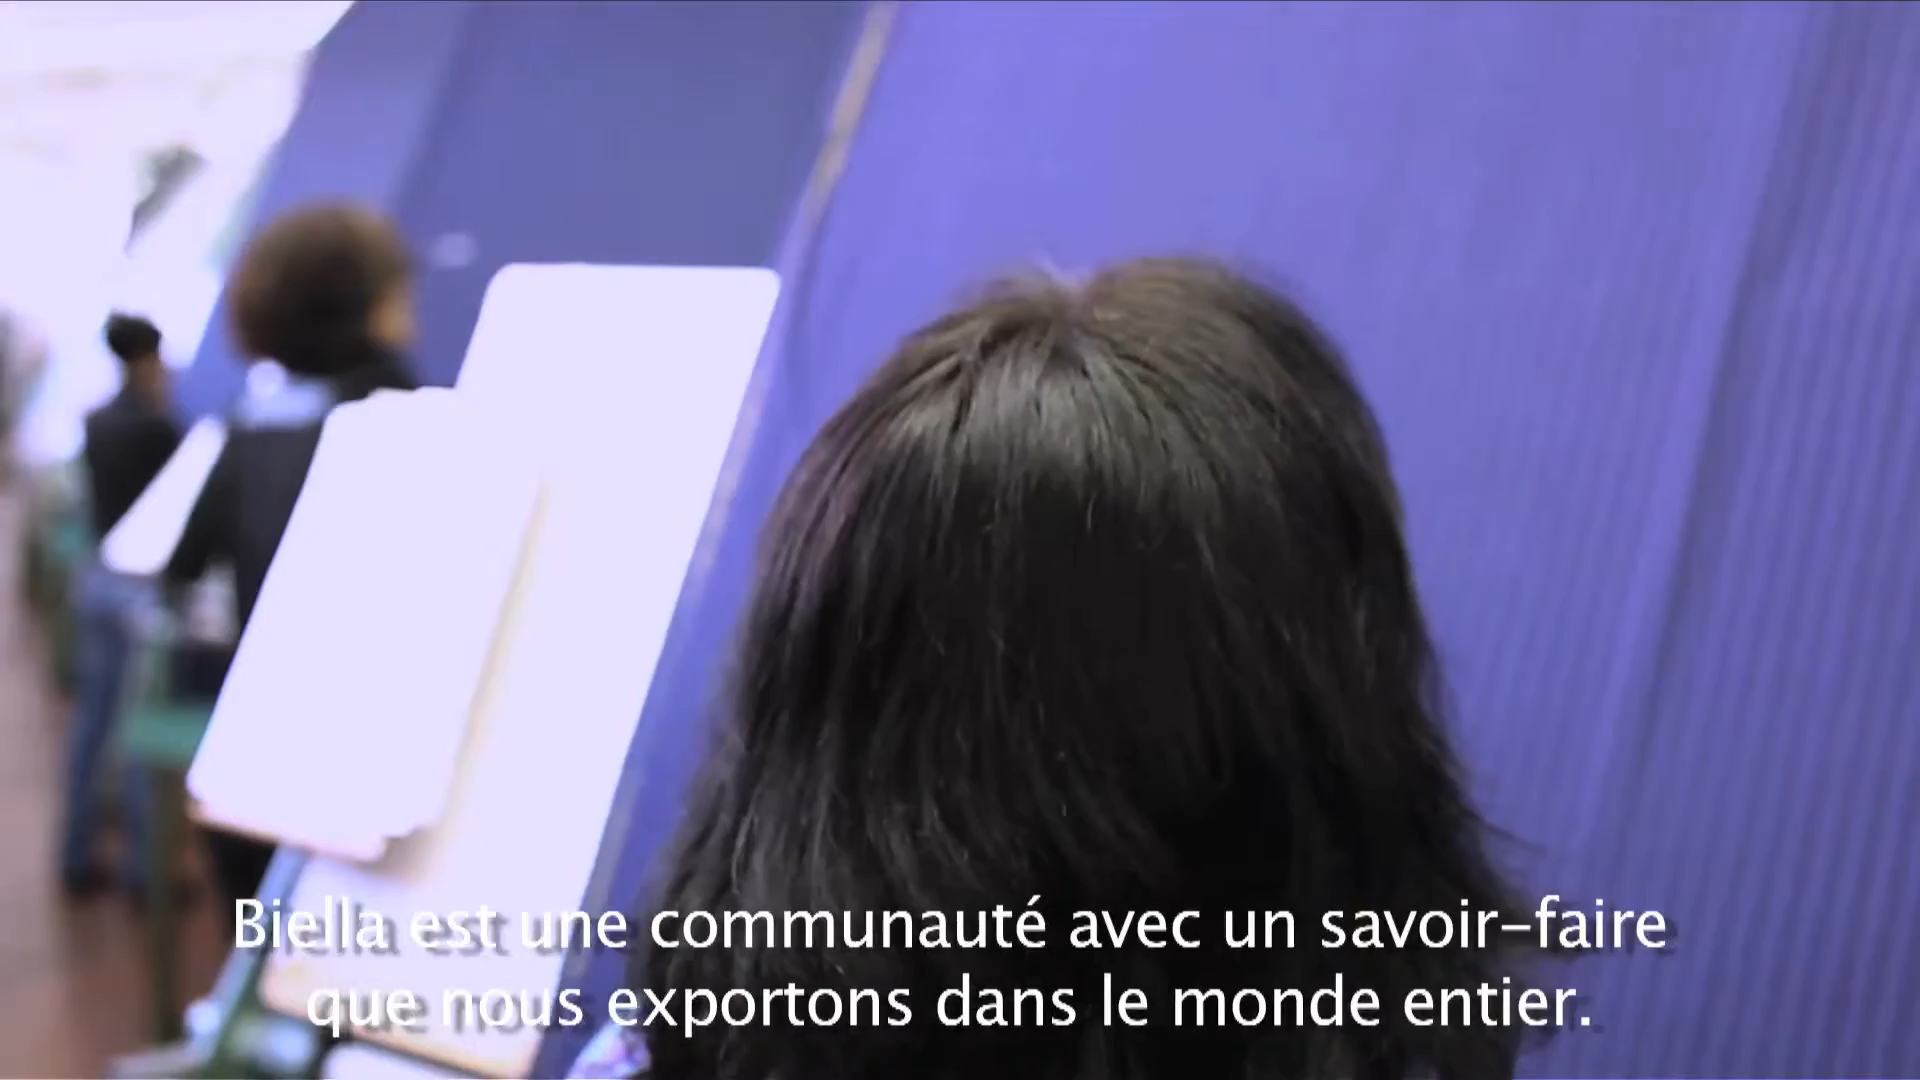 Biella est une communauté avec un savoir-faire
que nous exportons dans le monde entier.